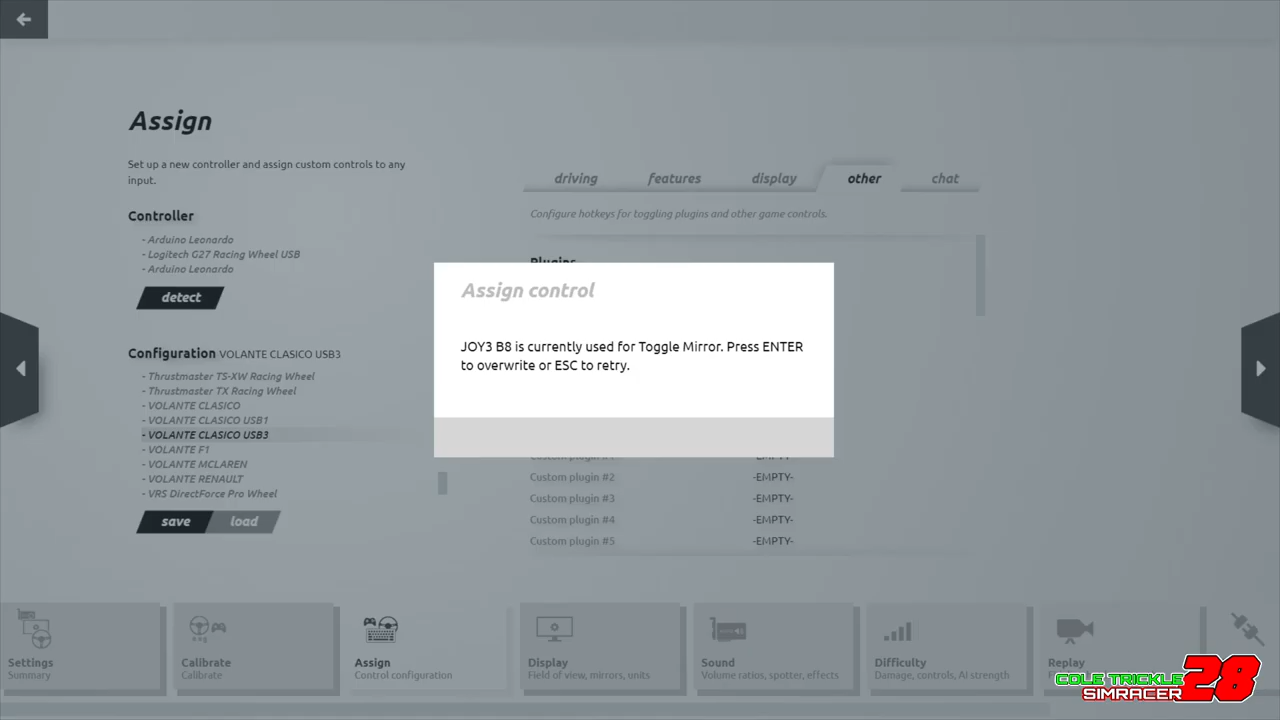 Assign
Set up a new controller and assign custom controls to any
input.
Controller
- Arduino Leonardo
- Logitech G27 Racing Wheel USB
- Arduino Leonardo
detect
Configuration VOLANTE CLASICO USB3
- Thrustmaster TS-XW Racing Wheel
- Thrustmaster TX Racing Wheel
- VOLANTE CLASICO
- VOLANTE CLASICO USB1
- VOLANTE CLASICO USB3
- VOLANTE F1
- VOLANTE MCLAREN
- VOLANTE RENAULT
- VRS DirectForce Pro Wheel
save load
driving features display other chat
Configure hotkeys for toggling plugins and other game controls.
Plugins
Assign control
JOY3 B8 is currently used for Toggle Mirror. Press ENTER
to overwrite or ESC to retry.
Custom plugin #1 -EMPTY-
Custom plugin #2 -EMPTY-
Custom plugin #3 -EMPTY-
Custom plugin #4 -EMPTY-
Custom plugin #5 -EMPTY-
Settings
Summary
Calibrate
Calibrate
Assign
Control configuration
Display
Field of view, mirrors, units
Sound
Volume ratios, spotter, effects
Difficulty
Damage, controls, AI strength
Replay
COLE TRICKLE
SIMRACER
28